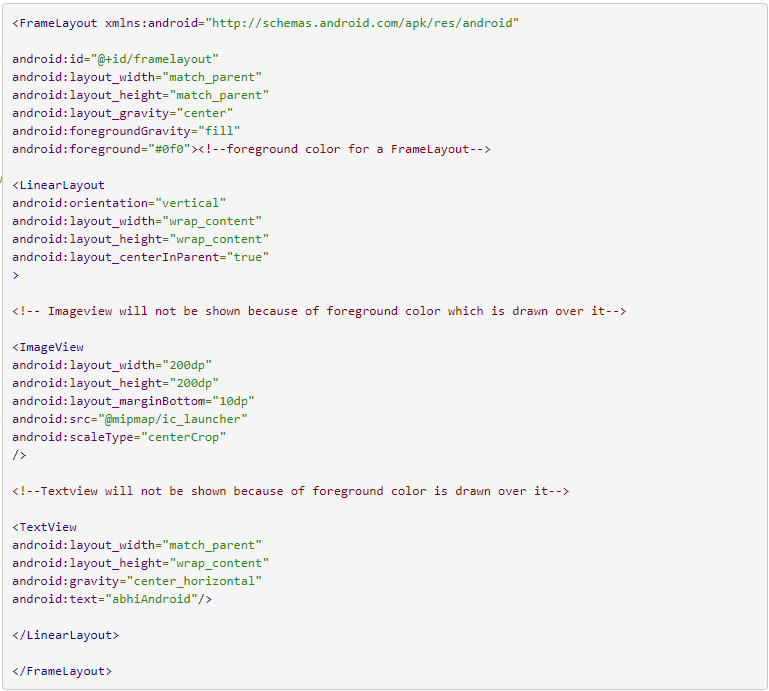 <FrameLayout xmlns:android="http://schemas.android.com/apk/res/android"
android:id="@+id/framelayout"
android:layout_width="match_parent"
android:layout_height="match_parent"
android:layout_gravity="center"
android:foregroundGravity="fill"
android:foreground="#0f0"><!--foreground color for a FrameLayout-->
<LinearLayout
android:orientation="vertical"
android:layout_width="wrap_content"
android:layout_height="wrap_content"
android:layout_centerInParent="true"
>
<!-- Imageview will not be shown because of foreground color which is drawn over it-->
<ImageView
android:layout_width="200dp"
android:layout_height="200dp"
android:layout_marginBottom="10dp"
android:src="@mipmap/ic_launcher"
android:scaleType="centerCrop"
/>
<!--Textview will not be shown because of foreground color is drawn over it-->
<TextView
android:layout_width="match_parent"
android:layout_height="wrap_content"
android:gravity="center_horizontal"
android:text="abhiAndroid"/>
</LinearLayout>
</FrameLayout>